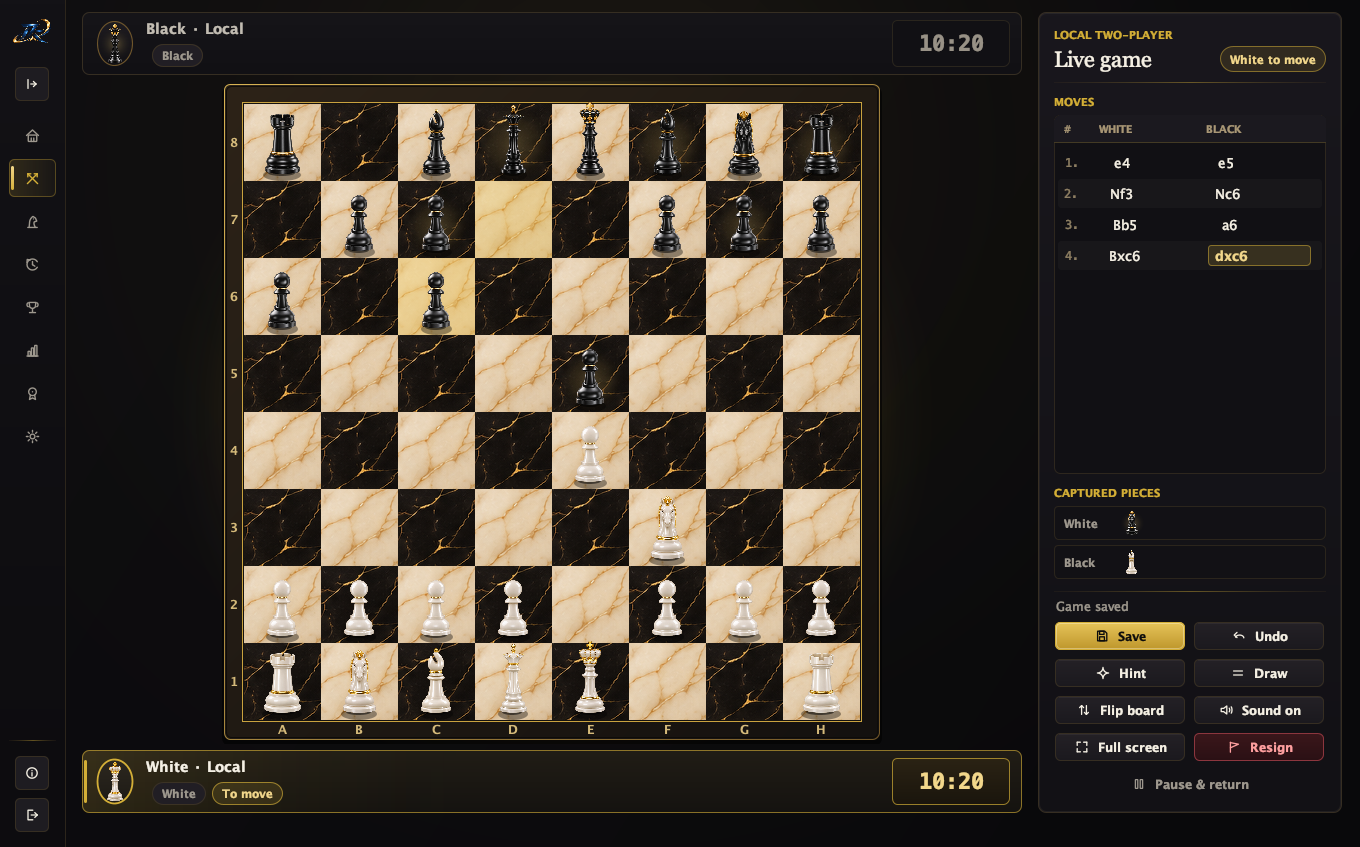 Black · Local
Black
10:20
8
7
6
5
4
3
2
1
A B C D E F G H
White · Local
White To move
10:20
LOCAL TWO-PLAYER
Live game
White to move
MOVES
# WHITE BLACK
1. e4 e5
2. Nf3 Nc6
3. Bb5 a6
4. Bxc6 dxc6
CAPTURED PIECES
White
Black
Game saved
Save Undo
Hint Draw
Flip board Sound on
Full screen Resign
Pause & return